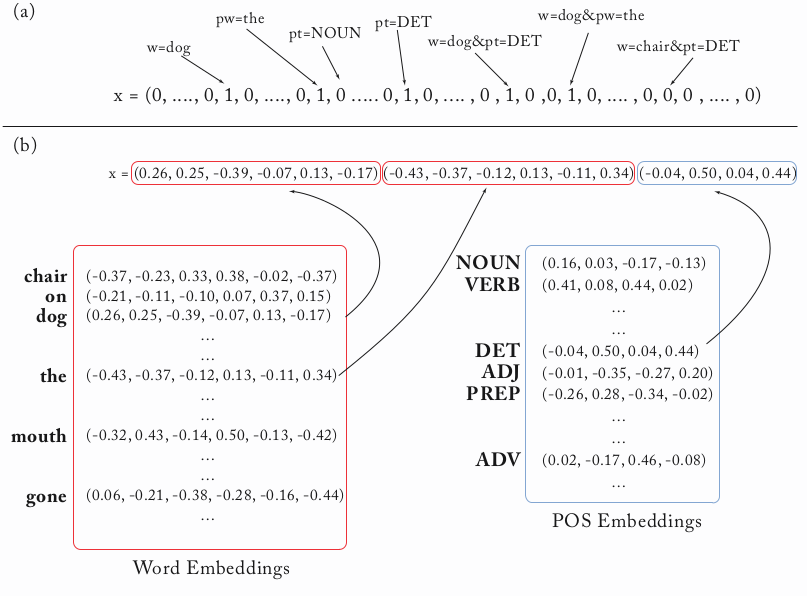 (a)
pw=the
pt=NOUN
pt=DET
w=dog&pw=the
w=dog
w=dog&pt=DET
w=chair&pt=DET
x = (0, ...., 0, 1, 0, ...., 0, 1, 0 ..... 0, 1, 0, .... , 0 , 1, 0 ,0, 1, 0, .... , 0, 0, 0 , .... , 0)
(b)
x = (0.26, 0.25, -0.39, -0.07, 0.13, -0.17) (-0.43, -0.37, -0.12, 0.13, -0.11, 0.34) (-0.04, 0.50, 0.04, 0.44)
chair (-0.37, -0.23, 0.33, 0.38, -0.02, -0.37)
on (-0.21, -0.11, -0.10, 0.07, 0.37, 0.15)
dog (0.26, 0.25, -0.39, -0.07, 0.13, -0.17)
...
...
the (-0.43, -0.37, -0.12, 0.13, -0.11, 0.34)
...
...
mouth (-0.32, 0.43, -0.14, 0.50, -0.13, -0.42)
...
...
gone (0.06, -0.21, -0.38, -0.28, -0.16, -0.44)
...
Word Embeddings
NOUN (0.16, 0.03, -0.17, -0.13)
VERB (0.41, 0.08, 0.44, 0.02)
...
...
DET (-0.04, 0.50, 0.04, 0.44)
ADJ (-0.01, -0.35, -0.27, 0.20)
PREP (-0.26, 0.28, -0.34, -0.02)
...
...
ADV (0.02, -0.17, 0.46, -0.08)
...
POS Embeddings